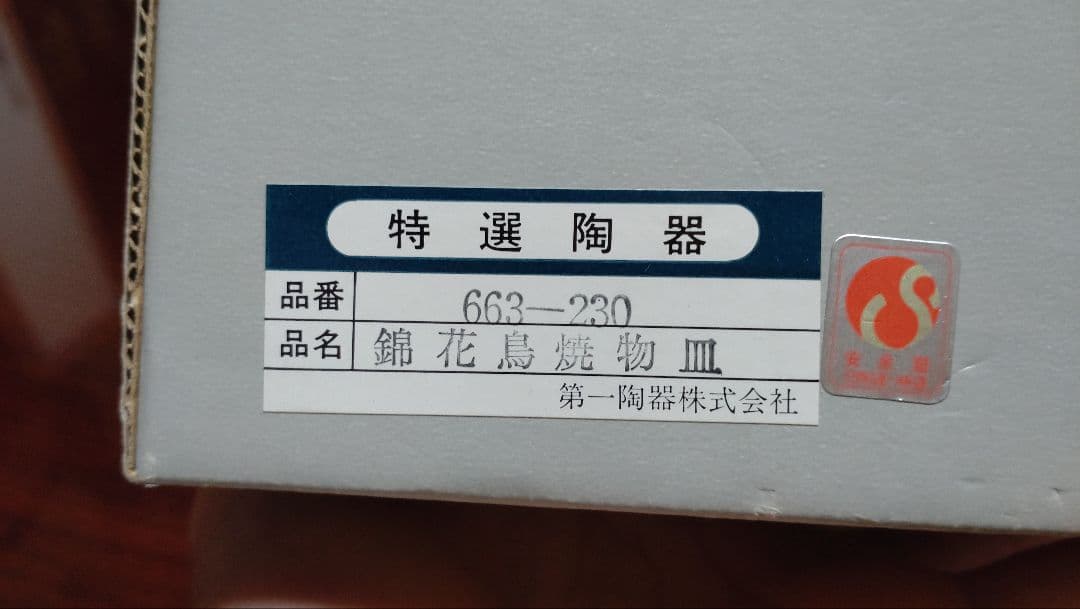 特選陶器
品番 663-230
品名 錦花鳥焼物皿
第一陶器株式会社